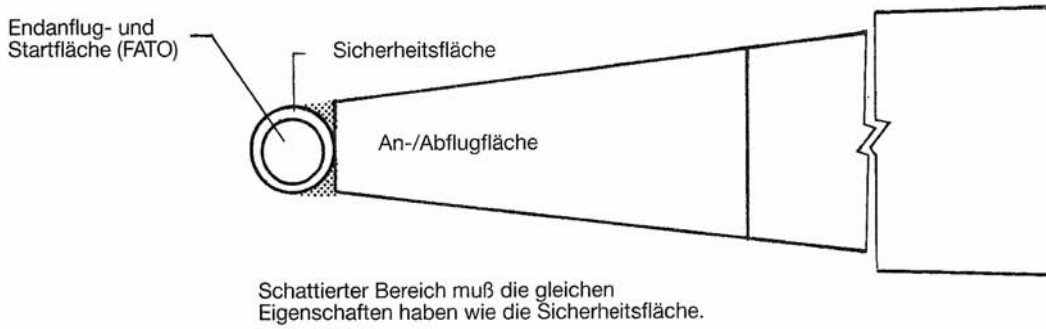 Endanflug- und
Startfläche (FATO)
Sicherheitsfläche
An-/Abflugfläche
Schattierter Bereich muß die gleichen
Eigenschaften haben wie die Sicherheitsfläche.